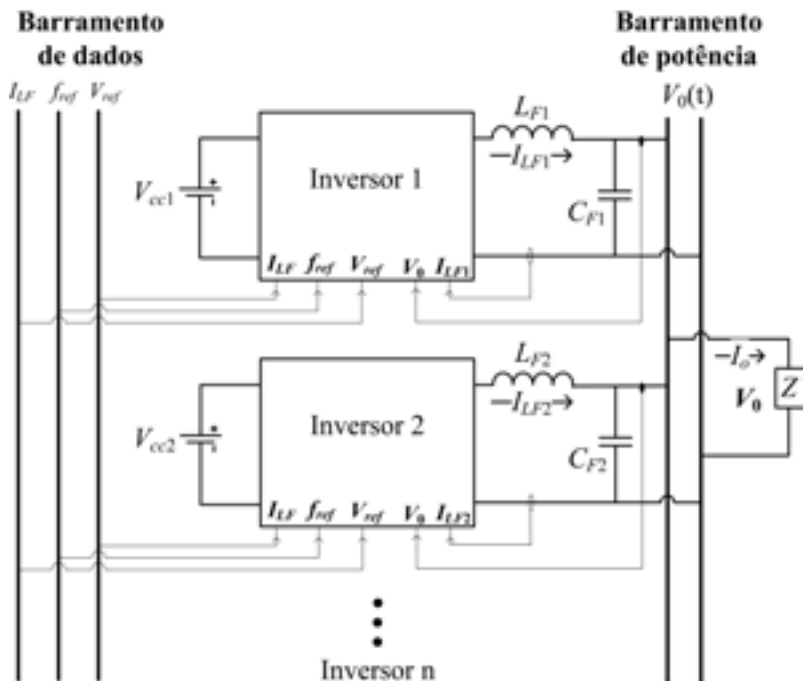 Barramento
de dados
I_LF f_ref V_ref
Barramento
de potência
V_0(t)
L_F1
I_LF1
Inversor 1
V_cc1
C_F1
I_LF f_ref V_ref V_0 I_LF1
L_F2
I_LF2
I_o
V_0
Z
Inversor 2
V_cc2
C_F2
I_LF f_ref V_ref V_0 I_LF2
Inversor n